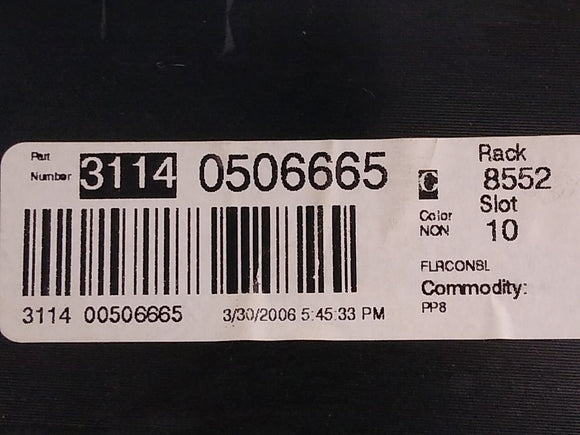 Part
Number 3114 0506665
Rack
C 8552
Slot
Color
NON 10
FLRCONSL
Commodity:
PP8
3114 00506665 3/30/2006 5:45:33 PM